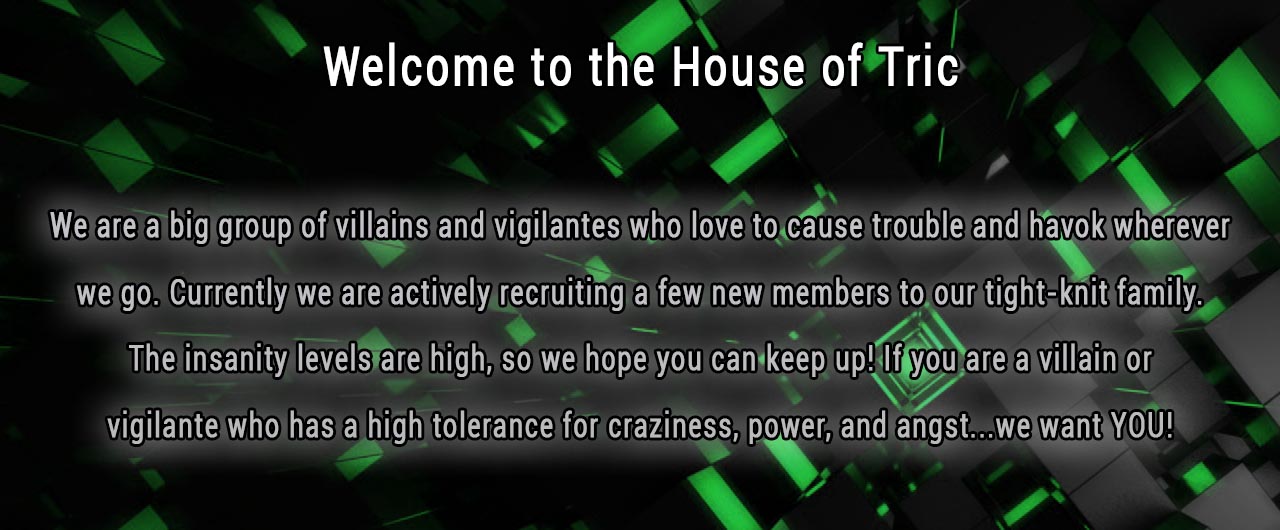 Welcome to the House of Tric
We are a big group of villains and vigilantes who love to cause trouble and havok wherever
we go. Currently we are actively recruiting a few new members to our tight-knit family.
The insanity levels are high, so we hope you can keep up! If you are a villain or
vigilante who has a high tolerance for craziness, power, and angst...we want YOU!